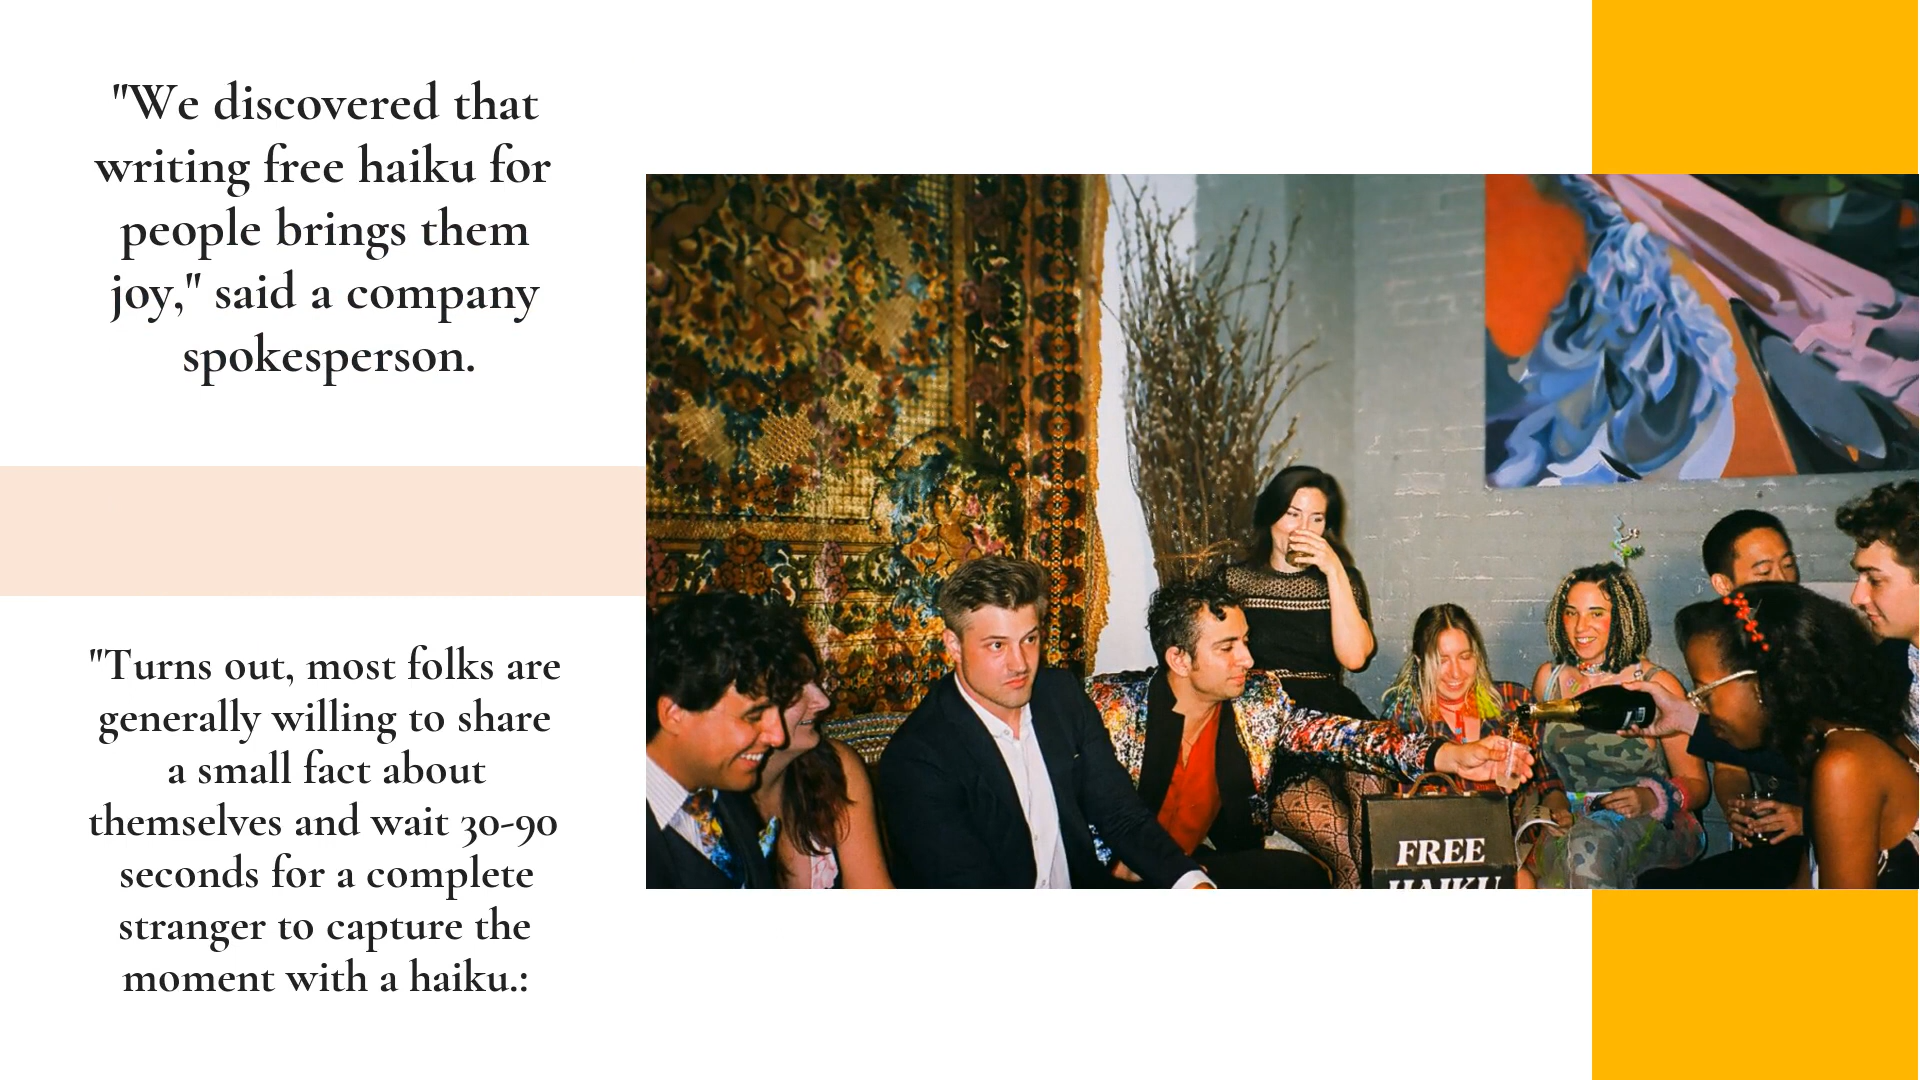 "We discovered that
writing free haiku for
people brings them
joy," said a company
spokesperson.
"Turns out, most folks are
generally willing to share
a small fact about
themselves and wait 30-90
seconds for a complete
stranger to capture the
moment with a haiku.:
FREE
HAIKU